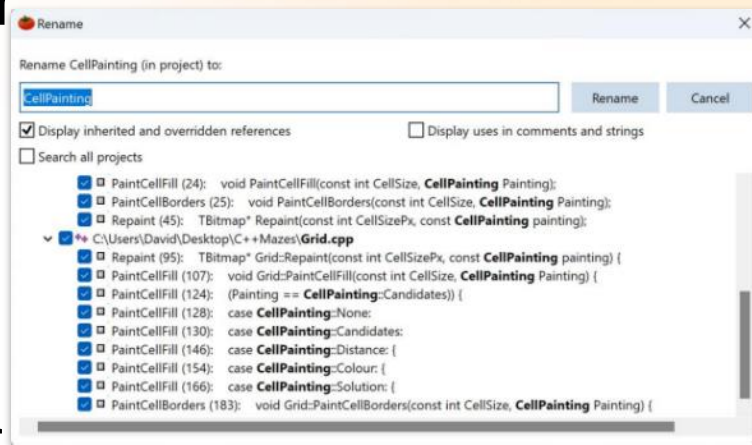 Rename
Rename CellPainting (in project) to:
CellPainting
Rename Cancel
Display inherited and overridden references Display uses in comments and strings
Search all projects
PaintCellFill (24): void PaintCellFill(const int CellSize, CellPainting Painting);
PaintCellBorders (25): void PaintCellBorders(const int CellSize, CellPainting Painting);
Repaint (45): TBitmap* Repaint(const int CellSizePx, const CellPainting painting);
C:\Users\David\Desktop\C++Mazes\Grid.cpp
Repaint (95): TBitmap* Grid::Repaint(const int CellSizePx, const CellPainting painting) {
PaintCellFill (107): void Grid::PaintCellFill(const int CellSize, CellPainting Painting) {
PaintCellFill (124): (Painting == CellPainting::Candidates)) {
PaintCellFill (128): case CellPainting::None:
PaintCellFill (130): case CellPainting::Candidates:
PaintCellFill (146): case CellPainting::Distance: {
PaintCellFill (154): case CellPainting::Colour: {
PaintCellFill (166): case CellPainting::Solution: {
PaintCellBorders (183): void Grid::PaintCellBorders(const int CellSize, CellPainting Painting) {